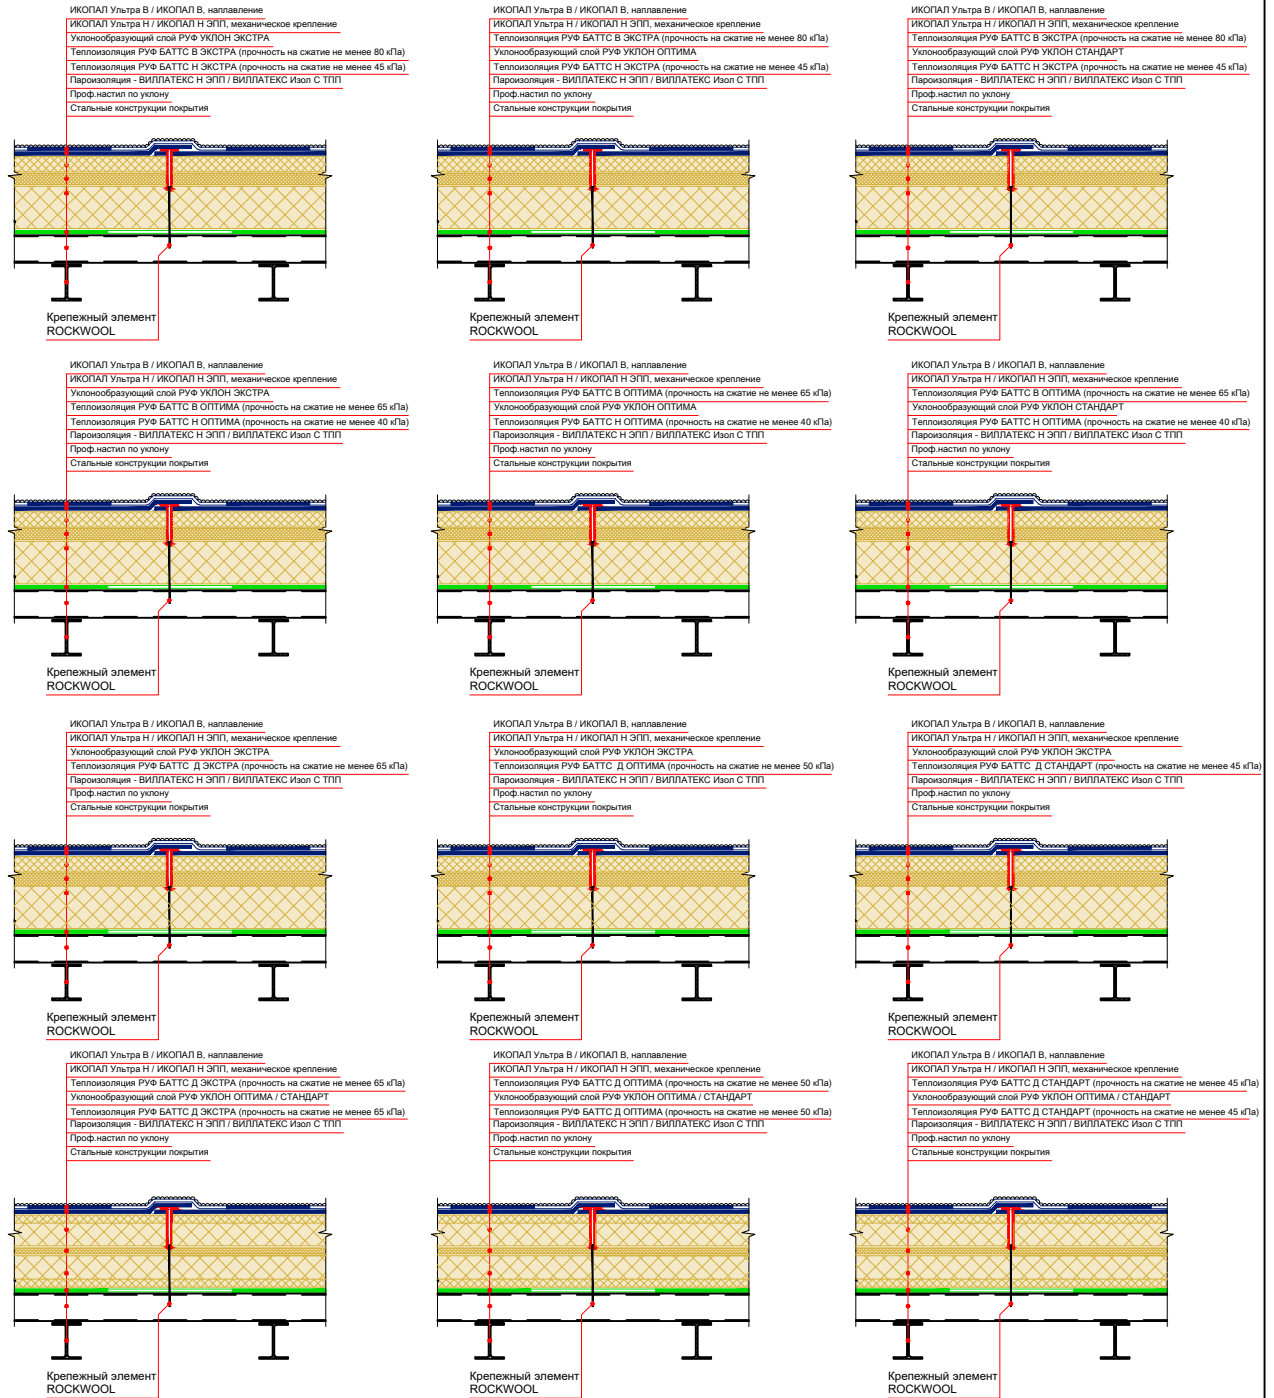 ИКОПАЛ Ультра В / ИКОПАЛ В, наплавление
ИКОПАЛ Ультра Н / ИКОПАЛ Н ЭПП, механическое крепление
Уклонообразующий слой РУФ УКЛОН ЭКСТРА
Теплоизоляция РУФ БАТТС В ЭКСТРА (прочность на сжатие не менее 80 кПа)
Теплоизоляция РУФ БАТТС Н ЭКСТРА (прочность на сжатие не менее 45 кПа)
Пароизоляция - ВИЛЛАТЕКС Н ЭПП / ВИЛЛАТЕКС Изол С ТПП
Проф.настил по уклону
Стальные конструкции покрытия
Крепежный элемент
ROCKWOOL
ИКОПАЛ Ультра В / ИКОПАЛ В, наплавление
ИКОПАЛ Ультра Н / ИКОПАЛ Н ЭПП, механическое крепление
Теплоизоляция РУФ БАТТС В ЭКСТРА (прочность на сжатие не менее 80 кПа)
Уклонообразующий слой РУФ УКЛОН ОПТИМА
Теплоизоляция РУФ БАТТС Н ЭКСТРА (прочность на сжатие не менее 45 кПа)
Пароизоляция - ВИЛЛАТЕКС Н ЭПП / ВИЛЛАТЕКС Изол С ТПП
Проф.настил по уклону
Стальные конструкции покрытия
Крепежный элемент
ROCKWOOL
ИКОПАЛ Ультра В / ИКОПАЛ В, наплавление
ИКОПАЛ Ультра Н / ИКОПАЛ Н ЭПП, механическое крепление
Теплоизоляция РУФ БАТТС В ЭКСТРА (прочность на сжатие не менее 80 кПа)
Уклонообразующий слой РУФ УКЛОН СТАНДАРТ
Теплоизоляция РУФ БАТТС Н ЭКСТРА (прочность на сжатие не менее 45 кПа)
Пароизоляция - ВИЛЛАТЕКС Н ЭПП / ВИЛЛАТЕКС Изол С ТПП
Проф.настил по уклону
Стальные конструкции покрытия
Крепежный элемент
ROCKWOOL
ИКОПАЛ Ультра В / ИКОПАЛ В, наплавление
ИКОПАЛ Ультра Н / ИКОПАЛ Н ЭПП, механическое крепление
Уклонообразующий слой РУФ УКЛОН ЭКСТРА
Теплоизоляция РУФ БАТТС В ОПТИМА (прочность на сжатие не менее 65 кПа)
Теплоизоляция РУФ БАТТС Н ОПТИМА (прочность на сжатие не менее 40 кПа)
Пароизоляция - ВИЛЛАТЕКС Н ЭПП / ВИЛЛАТЕКС Изол С ТПП
Проф.настил по уклону
Стальные конструкции покрытия
Крепежный элемент
ROCKWOOL
ИКОПАЛ Ультра В / ИКОПАЛ В, наплавление
ИКОПАЛ Ультра Н / ИКОПАЛ Н ЭПП, механическое крепление
Теплоизоляция РУФ БАТТС В ОПТИМА (прочность на сжатие не менее 65 кПа)
Уклонообразующий слой РУФ УКЛОН ОПТИМА
Теплоизоляция РУФ БАТТС Н ОПТИМА (прочность на сжатие не менее 40 кПа)
Пароизоляция - ВИЛЛАТЕКС Н ЭПП / ВИЛЛАТЕКС Изол С ТПП
Проф.настил по уклону
Стальные конструкции покрытия
Крепежный элемент
ROCKWOOL
ИКОПАЛ Ультра В / ИКОПАЛ В, наплавление
ИКОПАЛ Ультра Н / ИКОПАЛ Н ЭПП, механическое крепление
Теплоизоляция РУФ БАТТС В ОПТИМА (прочность на сжатие не менее 65 кПа)
Уклонообразующий слой РУФ УКЛОН СТАНДАРТ
Теплоизоляция РУФ БАТТС Н ОПТИМА (прочность на сжатие не менее 40 кПа)
Пароизоляция - ВИЛЛАТЕКС Н ЭПП / ВИЛЛАТЕКС Изол С ТПП
Проф.настил по уклону
Стальные конструкции покрытия
Крепежный элемент
ROCKWOOL
ИКОПАЛ Ультра В / ИКОПАЛ В, наплавление
ИКОПАЛ Ультра Н / ИКОПАЛ Н ЭПП, механическое крепление
Уклонообразующий слой РУФ УКЛОН ЭКСТРА
Теплоизоляция РУФ БАТТС Д ЭКСТРА (прочность на сжатие не менее 65 кПа)
Пароизоляция - ВИЛЛАТЕКС Н ЭПП / ВИЛЛАТЕКС Изол С ТПП
Проф.настил по уклону
Стальные конструкции покрытия
Крепежный элемент
ROCKWOOL
ИКОПАЛ Ультра В / ИКОПАЛ В, наплавление
ИКОПАЛ Ультра Н / ИКОПАЛ Н ЭПП, механическое крепление
Уклонообразующий слой РУФ УКЛОН ЭКСТРА
Теплоизоляция РУФ БАТТС Д ОПТИМА (прочность на сжатие не менее 50 кПа)
Пароизоляция - ВИЛЛАТЕКС Н ЭПП / ВИЛЛАТЕКС Изол С ТПП
Проф.настил по уклону
Стальные конструкции покрытия
Крепежный элемент
ROCKWOOL
ИКОПАЛ Ультра В / ИКОПАЛ В, наплавление
ИКОПАЛ Ультра Н / ИКОПАЛ Н ЭПП, механическое крепление
Уклонообразующий слой РУФ УКЛОН ЭКСТРА
Теплоизоляция РУФ БАТТС Д СТАНДАРТ (прочность на сжатие не менее 45 кПа)
Пароизоляция - ВИЛЛАТЕКС Н ЭПП / ВИЛЛАТЕКС Изол С ТПП
Проф.настил по уклону
Стальные конструкции покрытия
Крепежный элемент
ROCKWOOL
ИКОПАЛ Ультра В / ИКОПАЛ В, наплавление
ИКОПАЛ Ультра Н / ИКОПАЛ Н ЭПП, механическое крепление
Теплоизоляция РУФ БАТТС Д ЭКСТРА (прочность на сжатие не менее 65 кПа)
Уклонообразующий слой РУФ УКЛОН ОПТИМА / СТАНДАРТ
Теплоизоляция РУФ БАТТС Д ЭКСТРА (прочность на сжатие не менее 65 кПа)
Пароизоляция - ВИЛЛАТЕКС Н ЭПП / ВИЛЛАТЕКС Изол С ТПП
Проф.настил по уклону
Стальные конструкции покрытия
Крепежный элемент
ROCKWOOL
ИКОПАЛ Ультра В / ИКОПАЛ В, наплавление
ИКОПАЛ Ультра Н / ИКОПАЛ Н ЭПП, механическое крепление
Теплоизоляция РУФ БАТТС Д ОПТИМА (прочность на сжатие не менее 50 кПа)
Уклонообразующий слой РУФ УКЛОН ОПТИМА / СТАНДАРТ
Теплоизоляция РУФ БАТТС Д ОПТИМА (прочность на сжатие не менее 50 кПа)
Пароизоляция - ВИЛЛАТЕКС Н ЭПП / ВИЛЛАТЕКС Изол С ТПП
Проф.настил по уклону
Стальные конструкции покрытия
Крепежный элемент
ROCKWOOL
ИКОПАЛ Ультра В / ИКОПАЛ В, наплавление
ИКОПАЛ Ультра Н / ИКОПАЛ Н ЭПП, механическое крепление
Теплоизоляция РУФ БАТТС Д СТАНДАРТ (прочность на сжатие не менее 45 кПа)
Уклонообразующий слой РУФ УКЛОН ОПТИМА / СТАНДАРТ
Теплоизоляция РУФ БАТТС Д СТАНДАРТ (прочность на сжатие не менее 45 кПа)
Пароизоляция - ВИЛЛАТЕКС Н ЭПП / ВИЛЛАТЕКС Изол С ТПП
Проф.настил по уклону
Стальные конструкции покрытия
Крепежный элемент
ROCKWOOL